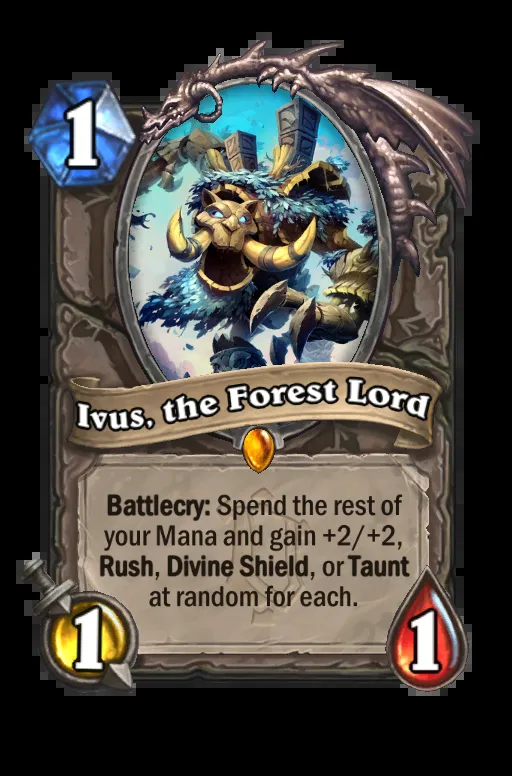 1
Ivus, the Forest Lord
Battlecry: Spend the rest of
your Mana and gain +2/+2,
Rush, Divine Shield, or Taunt
at random for each.
1
1